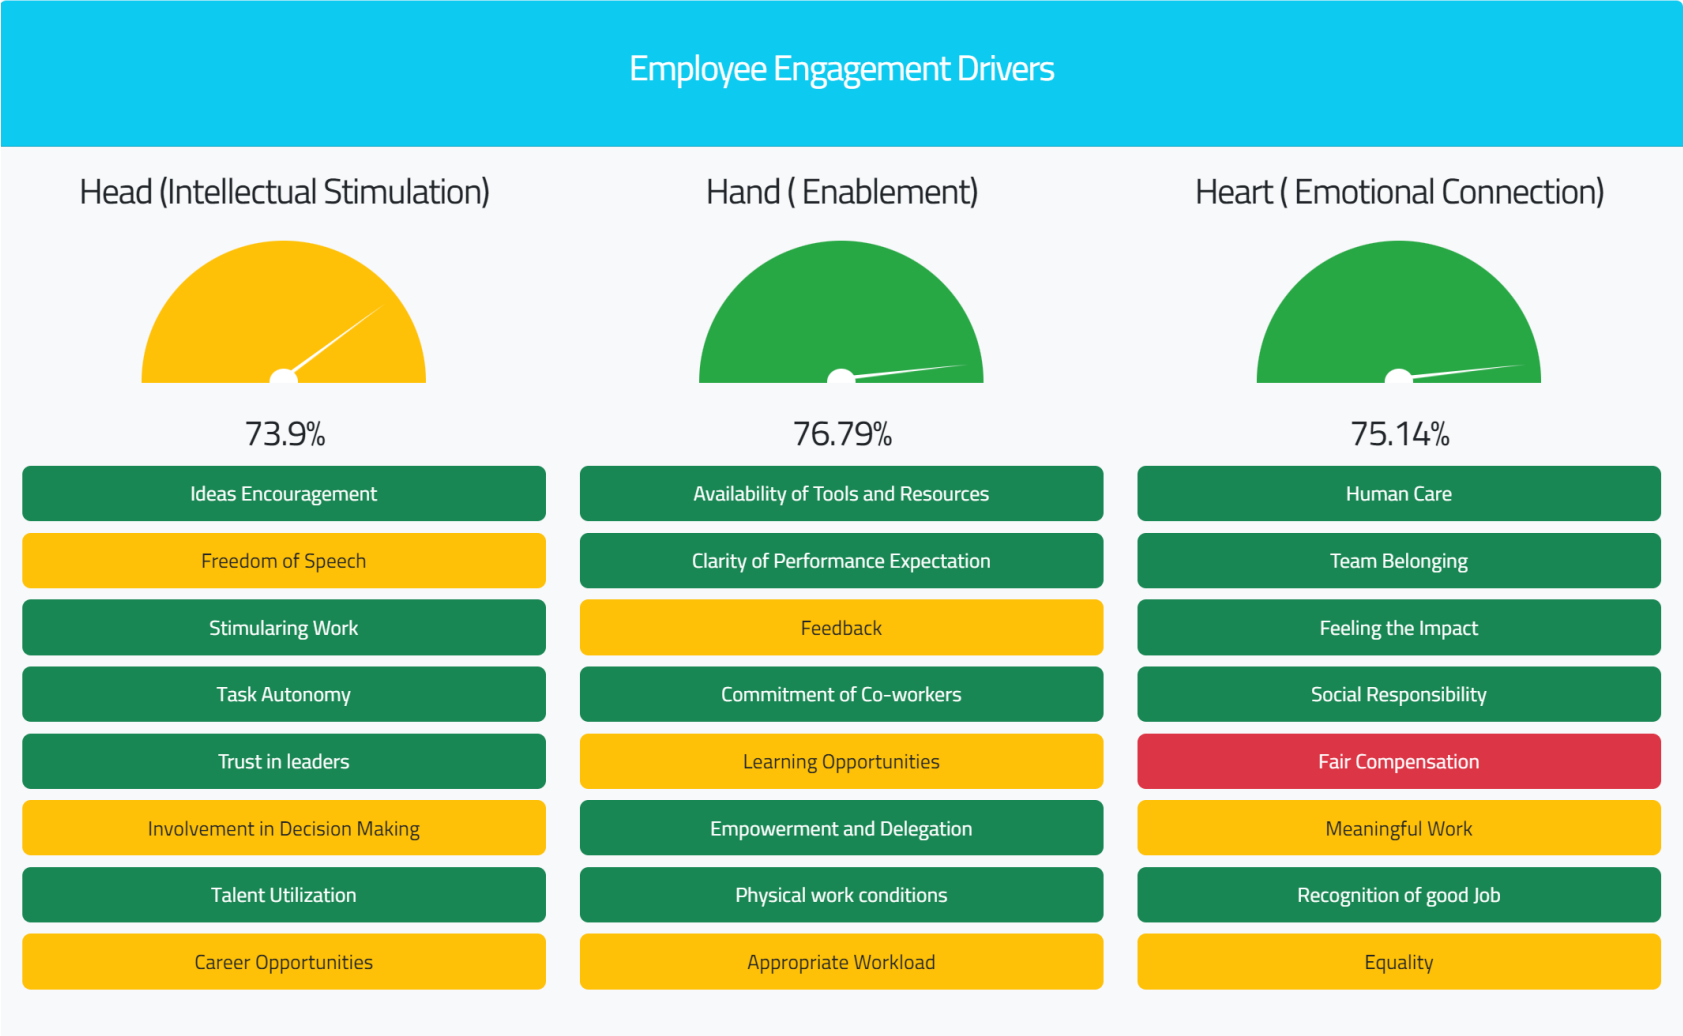 Employee Engagement Drivers
Head (Intellectual Stimulation)
73.9%
Ideas Encouragement
Freedom of Speech
Stimularing Work
Task Autonomy
Trust in leaders
Involvement in Decision Making
Talent Utilization
Career Opportunities
Hand ( Enablement)
76.79%
Availability of Tools and Resources
Clarity of Performance Expectation
Feedback
Commitment of Co-workers
Learning Opportunities
Empowerment and Delegation
Physical work conditions
Appropriate Workload
Heart ( Emotional Connection)
75.14%
Human Care
Team Belonging
Feeling the Impact
Social Responsibility
Fair Compensation
Meaningful Work
Recognition of good Job
Equality